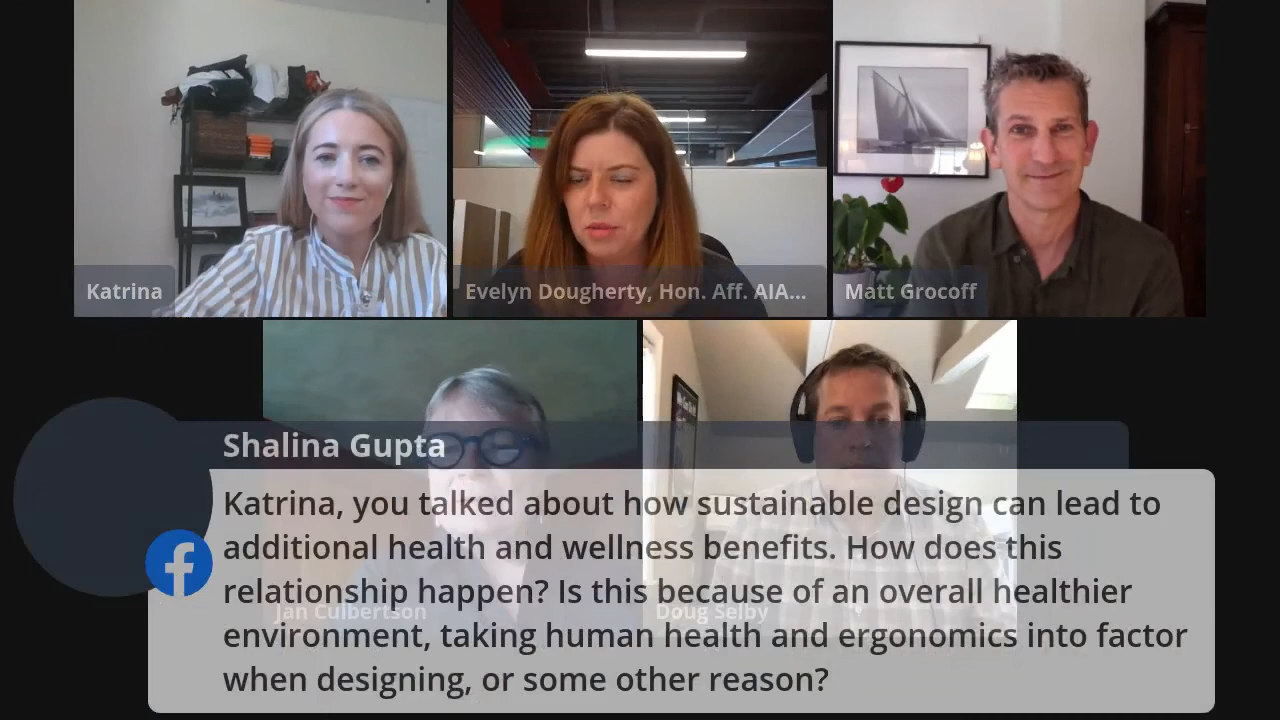 Katrina
Evelyn Dougherty, Hon. Aff. AIA...
Matt Grocoff
Shalina Gupta
Katrina, you talked about how sustainable design can lead to
additional health and wellness benefits. How does this
relationship happen? Is this because of an overall healthier
environment, taking human health and ergonomics into factor
when designing, or some other reason?
Jan Culbertson
Doug Selby